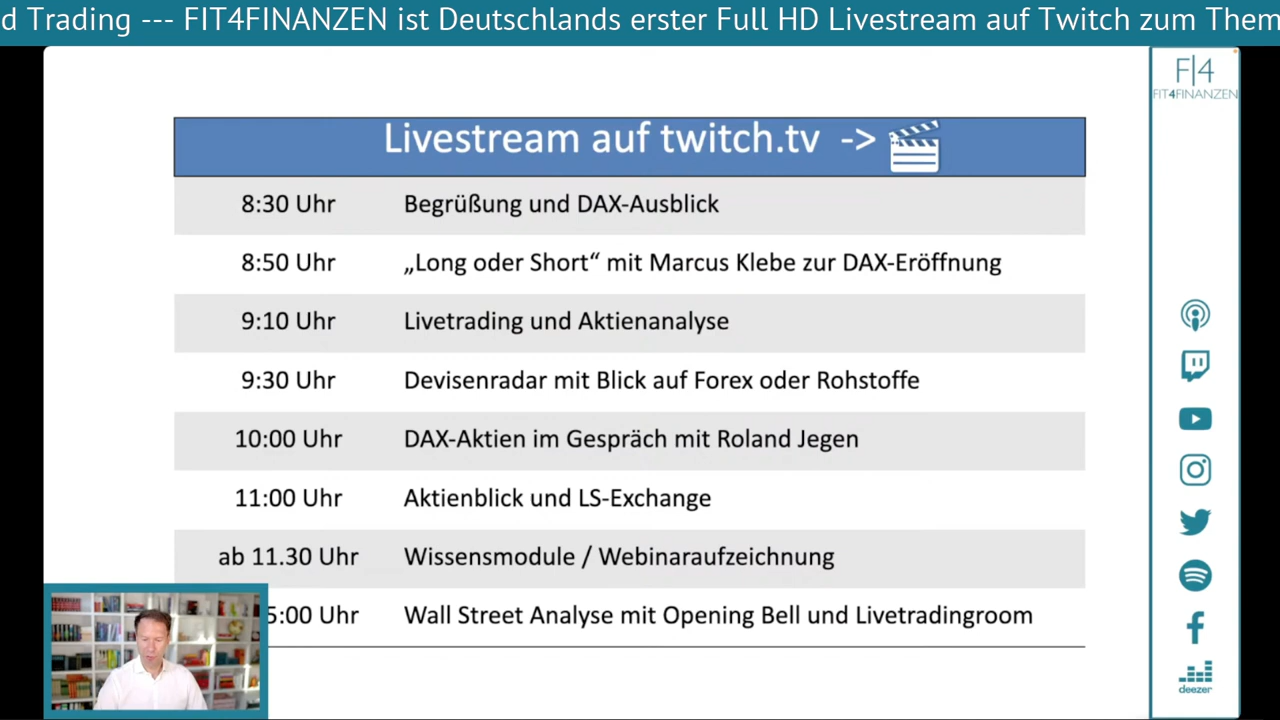 d Trading --- FIT4FINANZEN ist Deutschlands erster Full HD Livestream auf Twitch zum Them
F|4
FIT4FINANZEN
Livestream auf twitch.tv ->
8:30 Uhr Begrüßung und DAX-Ausblick
8:50 Uhr „Long oder Short“ mit Marcus Klebe zur DAX-Eröffnung
9:10 Uhr Livetrading und Aktienanalyse
9:30 Uhr Devisenradar mit Blick auf Forex oder Rohstoffe
10:00 Uhr DAX-Aktien im Gespräch mit Roland Jegen
11:00 Uhr Aktienblick und LS-Exchange
ab 11.30 Uhr Wissensmodule / Webinaraufzeichnung
5:00 Uhr Wall Street Analyse mit Opening Bell und Livetradingroom
deezer